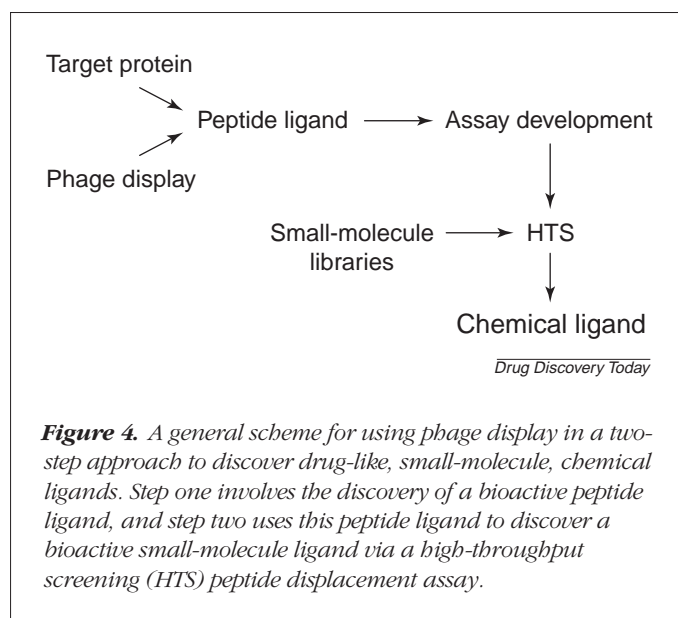 Target protein
Peptide ligand
Assay development
Phage display
Small-molecule
libraries
HTS
Chemical ligand
Drug Discovery Today
Figure 4. A general scheme for using phage display in a two-
step approach to discover drug-like, small-molecule, chemical
ligands. Step one involves the discovery of a bioactive peptide
ligand, and step two uses this peptide ligand to discover a
bioactive small-molecule ligand via a high-throughput
screening (HTS) peptide displacement assay.